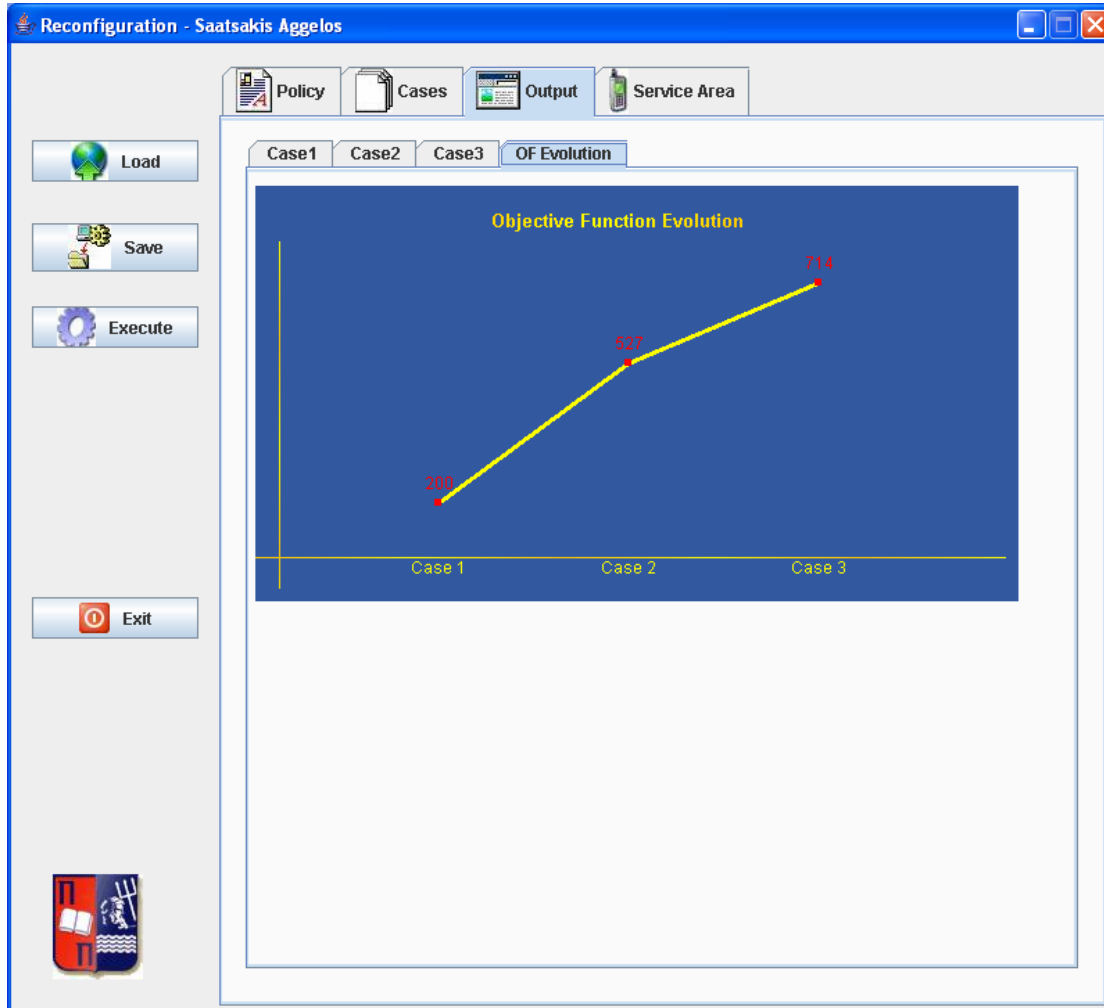 Reconfiguration - Saatsakis Aggelos
Policy
Cases
Output
Service Area
Load
Save
Execute
Exit
Case1
Case2
Case3
OF Evolution
Objective Function Evolution
714
527
200
Case 1
Case 2
Case 3
Π
Π